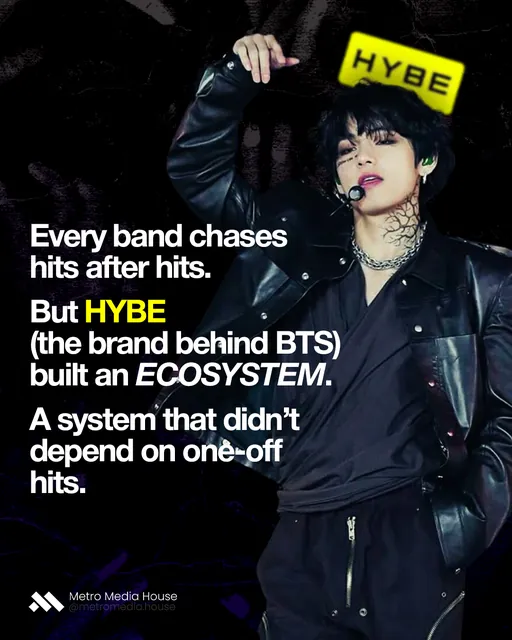 HYBE
Every band chases
hits after hits.
But HYBE
(the brand behind BTS)
built an ECOSYSTEM.
A system that didn’t
depend on one-off
hits.
Metro Media House
@metromedia.house